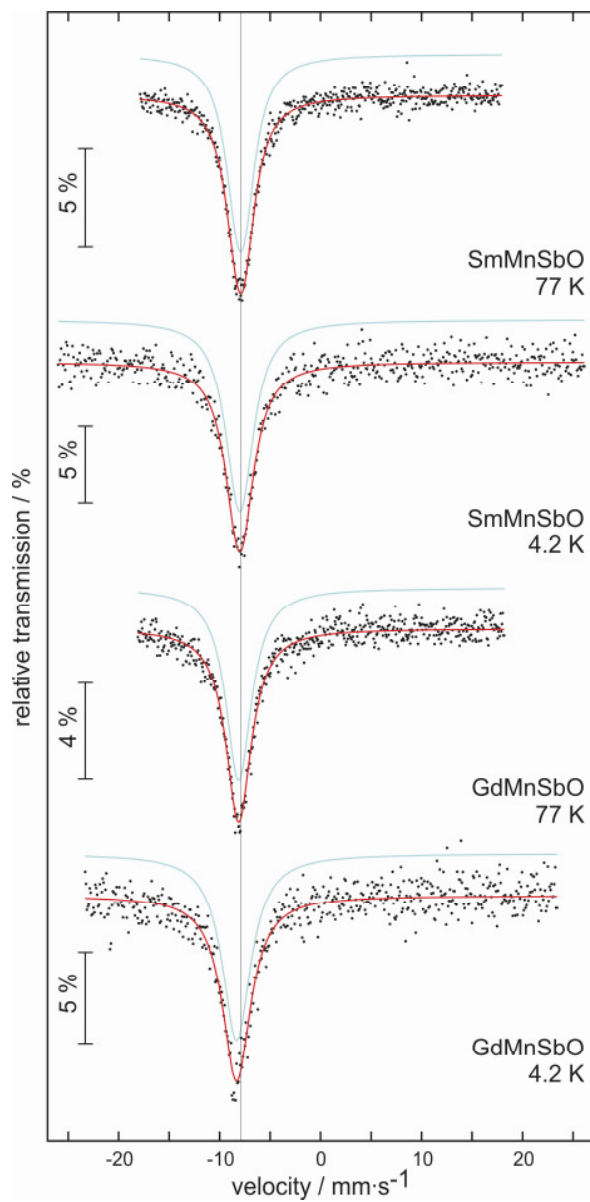 5 %
SmMnSbO
77 K
5 %
SmMnSbO
4.2 K
relative transmission / %
4 %
GdMnSbO
77 K
5 %
GdMnSbO
4.2 K
-20 -10 0 10 20
velocity / mm·s⁻¹